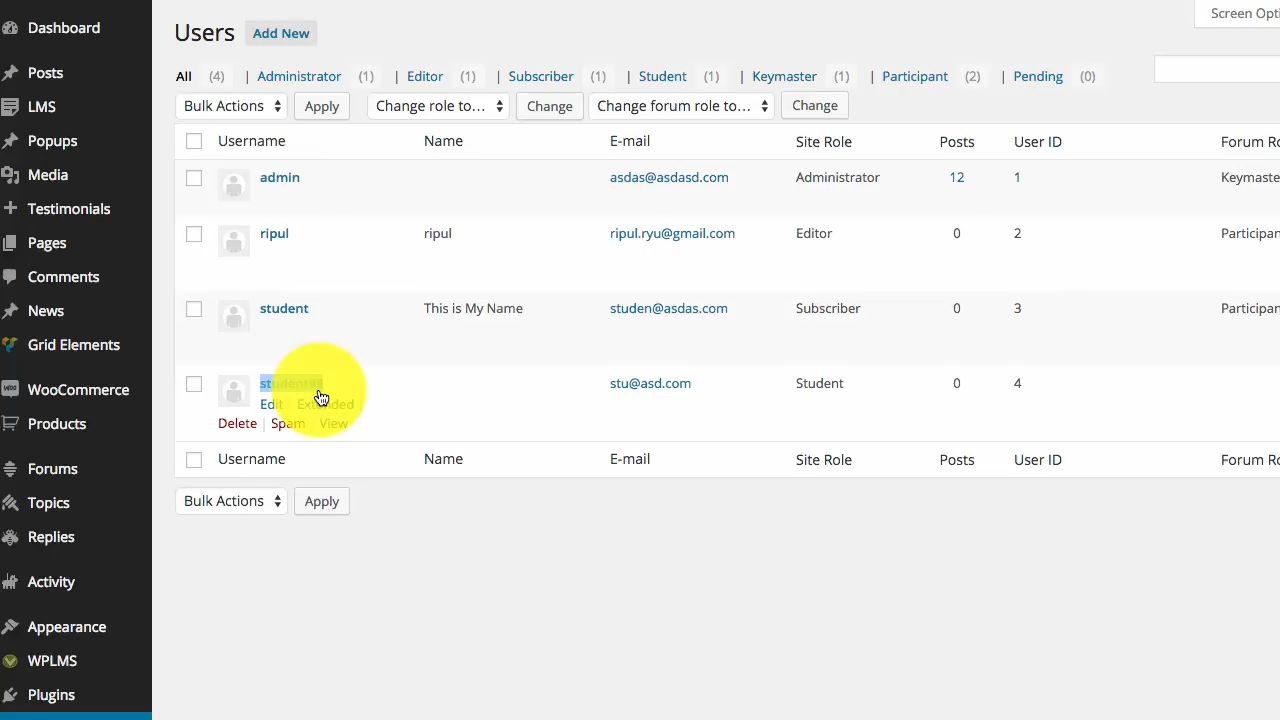 Dashboard
Posts
LMS
Popups
Media
Testimonials
Pages
Comments
News
Grid Elements
WooCommerce
Products
Forums
Topics
Replies
Activity
Appearance
WPLMS
Plugins
Screen Opti
Users Add New
All (4) | Administrator (1) | Editor (1) | Subscriber (1) | Student (1) | Keymaster (1) | Participant (2) | Pending (0)
Bulk Actions Apply Change role to... Change Change forum role to... Change
Username Name E-mail Site Role Posts User ID Forum Ro
admin asdas@asdasd.com Administrator 12 1 Keymaste
ripul ripul ripul.ryu@gmail.com Editor 0 2 Participan
student This is My Name studen@asdas.com Subscriber 0 3 Participan
stu@asd.com Student 0 4
Edit | Extended |
Delete | Spam | View
Username Name E-mail Site Role Posts User ID Forum Ro
Bulk Actions Apply